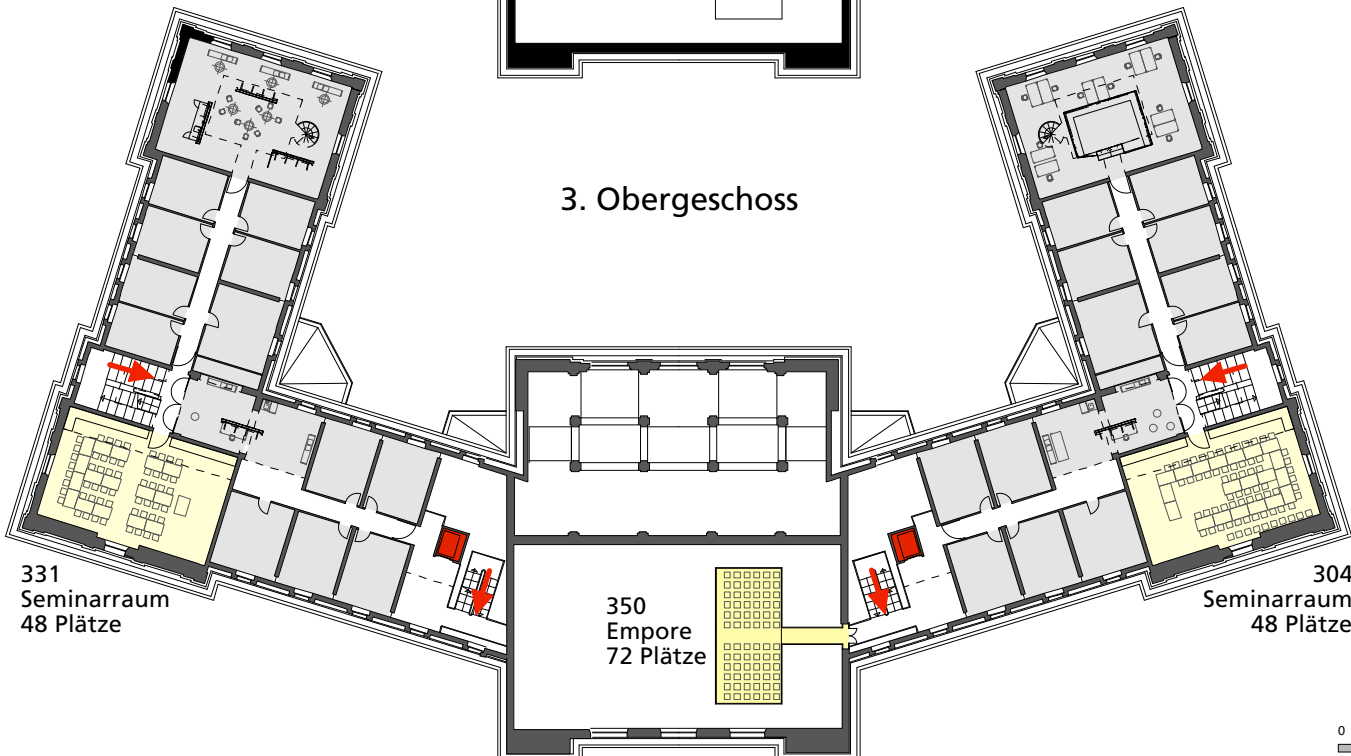 3. Obergeschoss
331
Seminarraum
48 Plätze
350
Empore
72 Plätze
304
Seminarraum
48 Plätze
0